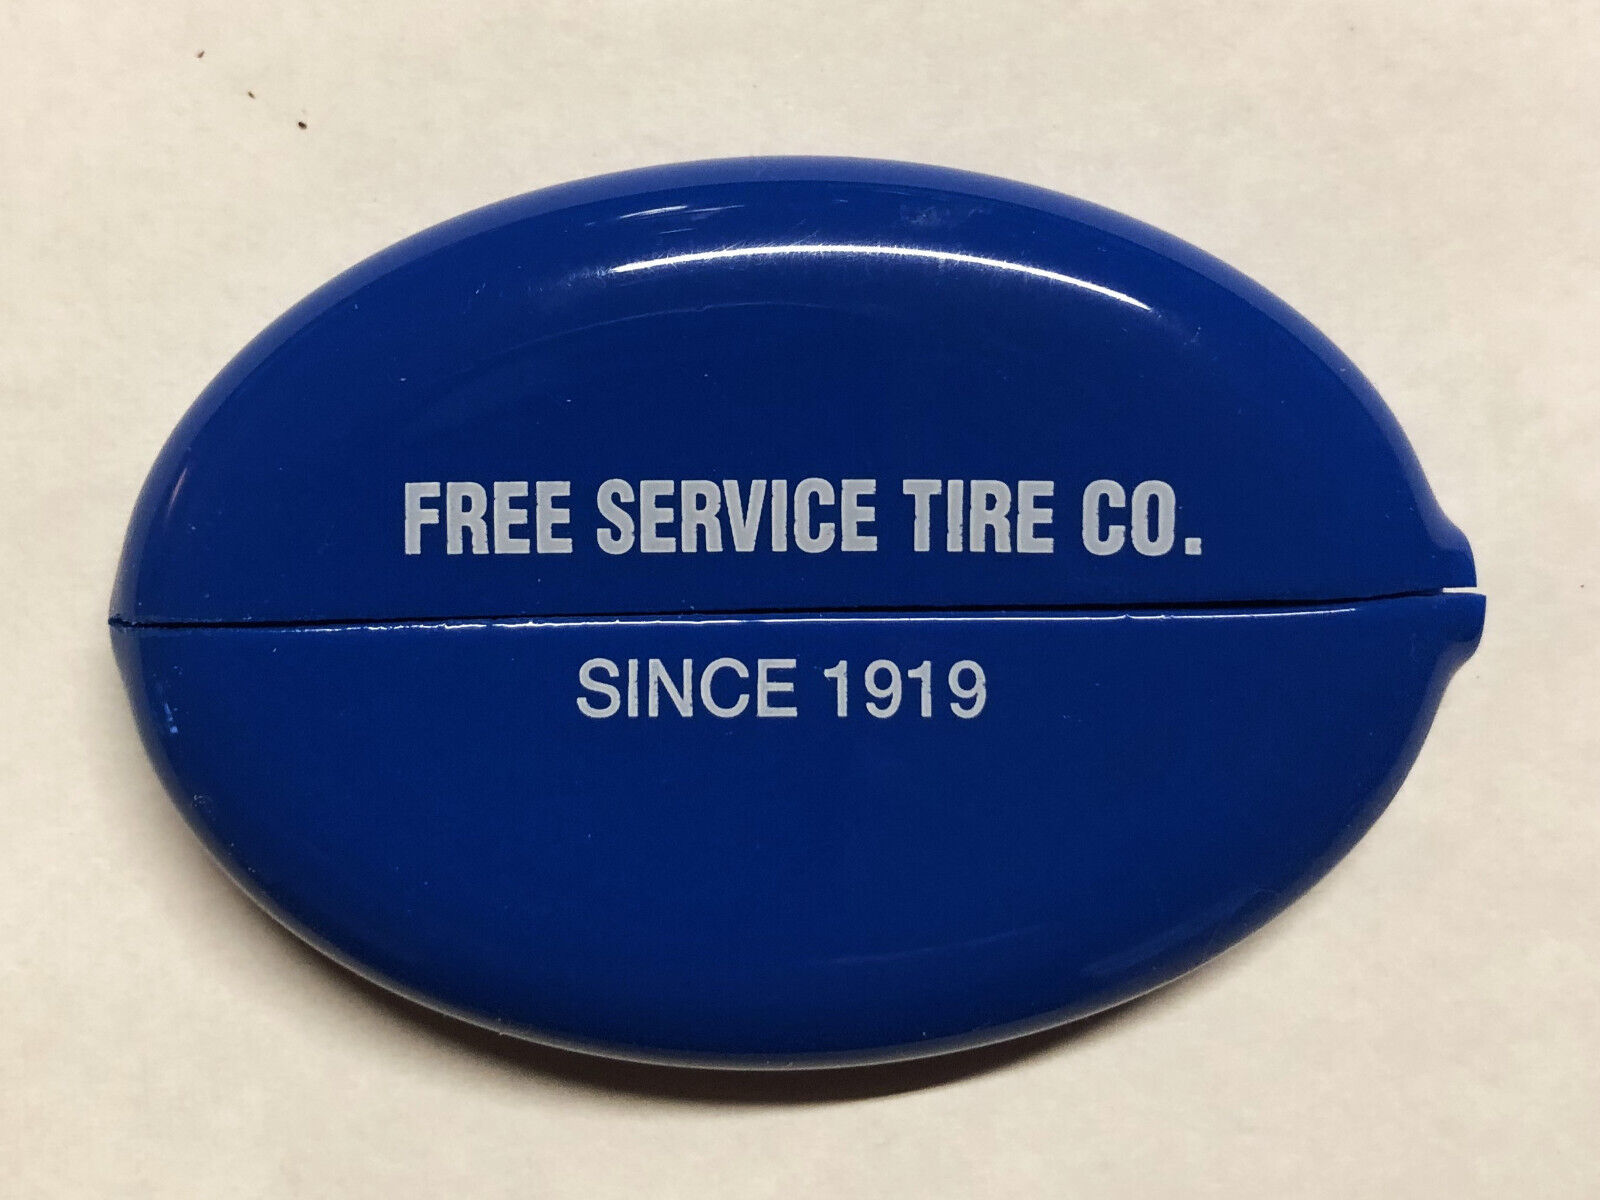 FREE SERVICE TIRE CO.
SINCE 1919